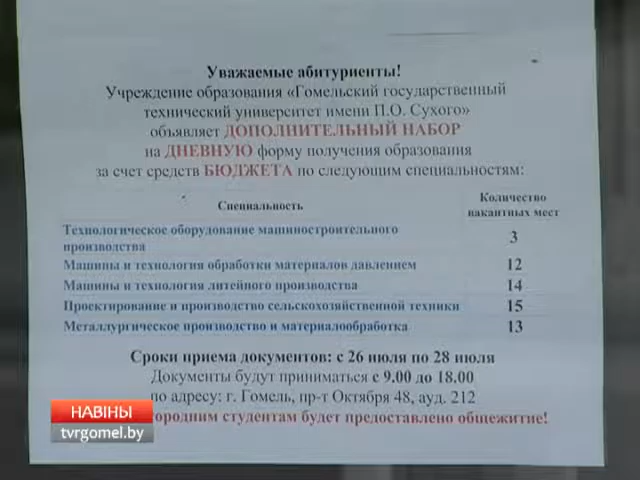 Уважаемые абитуриенты!
Учреждение образования «Гомельский государственный
технический университет имени П.О. Сухого»
объявляет ДОПОЛНИТЕЛЬНЫЙ НАБОР
на ДНЕВНУЮ форму получения образования
за счет средств БЮДЖЕТА по следующим специальностям:
Специальность
Количество
вакантных мест
Технологическое оборудование машиностроительного
производства
3
Машины и технология обработки материалов давлением 12
Машины и технология литейного производства 14
Проектирование и производство сельскохозяйственной техники 15
Металлургическое производство и материалообработка 13
Сроки приема документов: с 26 июля по 28 июля
Документы будут приниматься с 9.00 до 18.00
по адресу: г. Гомель, пр-т Октября 48, ауд. 212
городним студентам будет предоставлено общежитие!
НАВІНЫ
tvrgomel.by